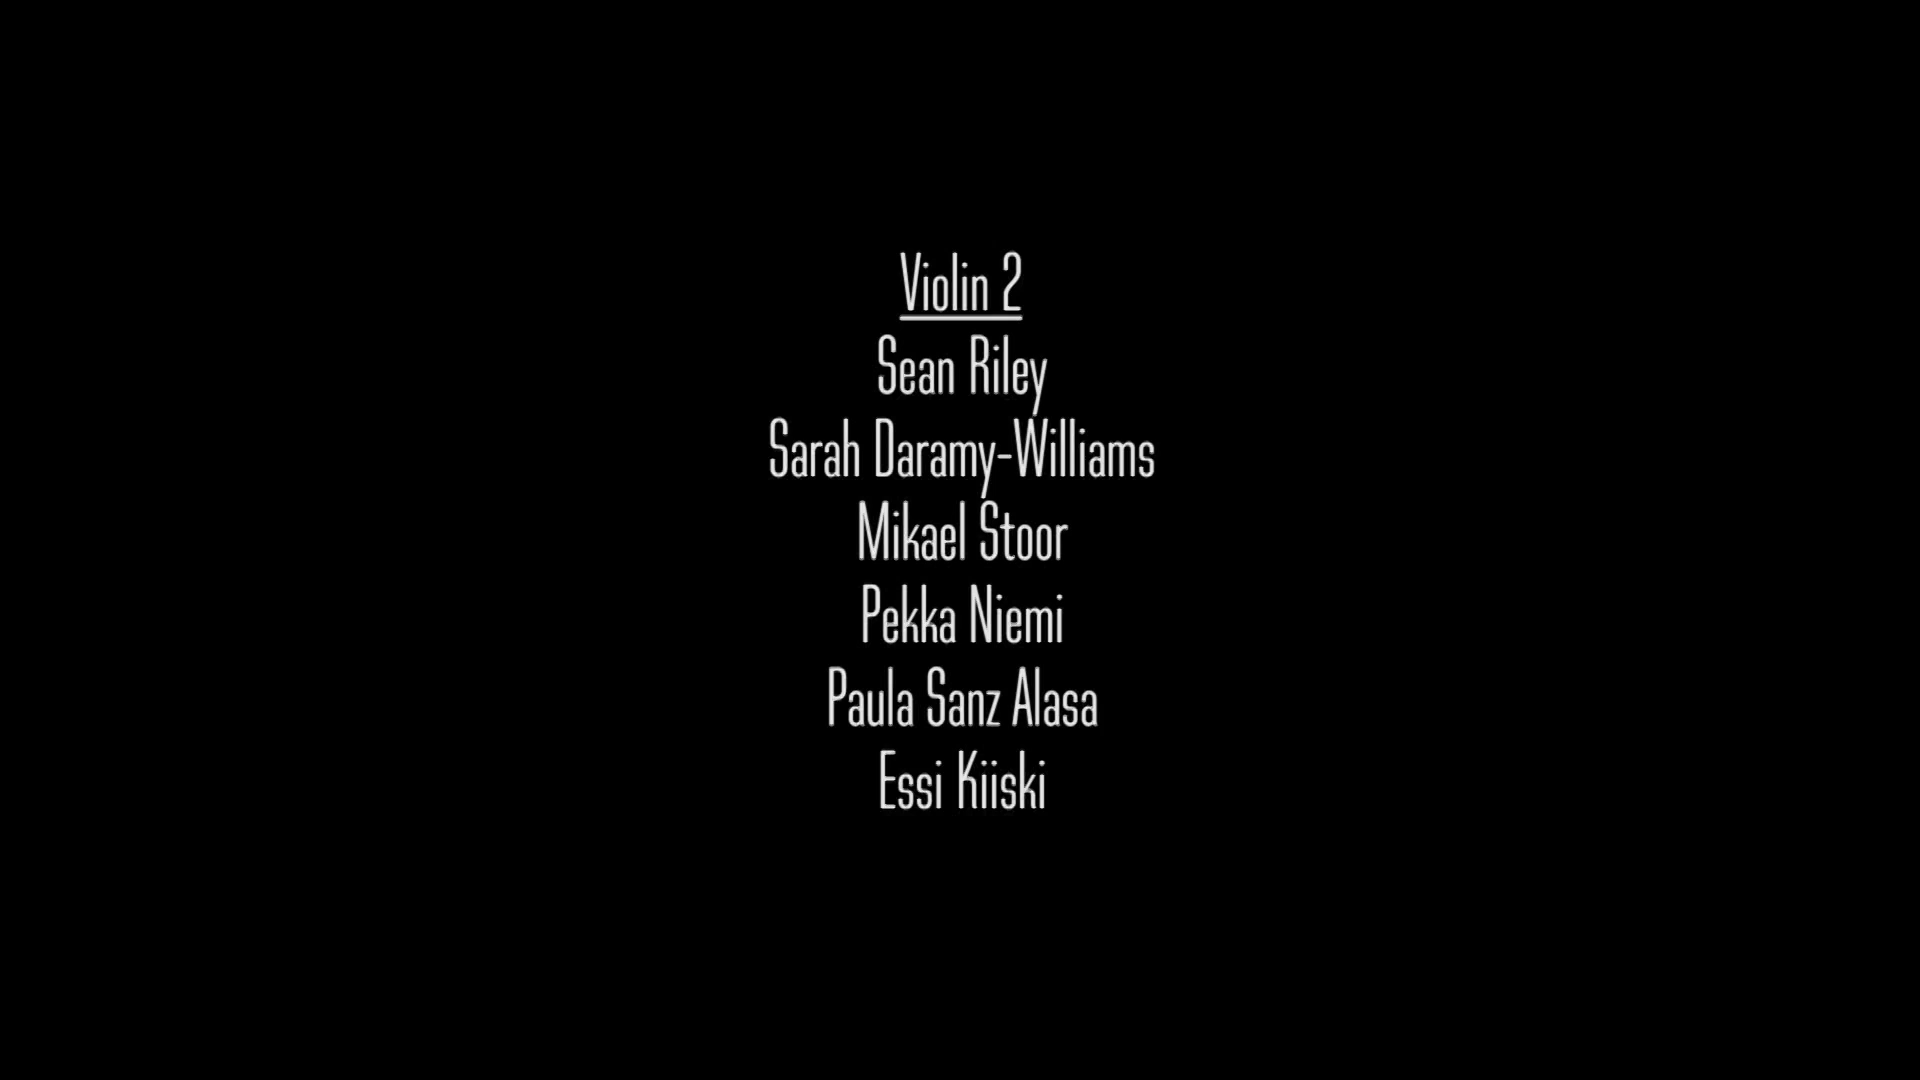 Violin 2
Sean Riley
Sarah Daramy-Williams
Mikael Stoor
Pekka Niemi
Paula Sanz Alasa
Essi Kiiski